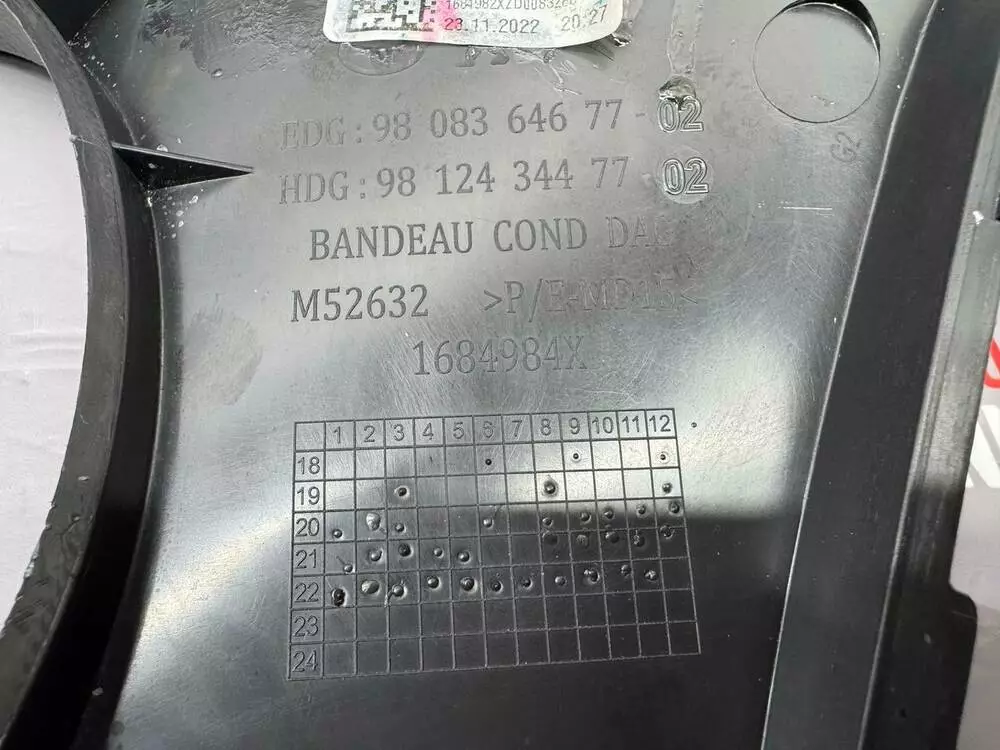 23.11.2022 20:27
EDG: 98 083 646 77-02
HDG: 98 124 344 77 02
BANDEAU COND
M52632 >P/E-MD15<
1684984X
1 2 3 4 5 6 7 8 9 10 11 12
18
19
20
21
22
23
24
G2